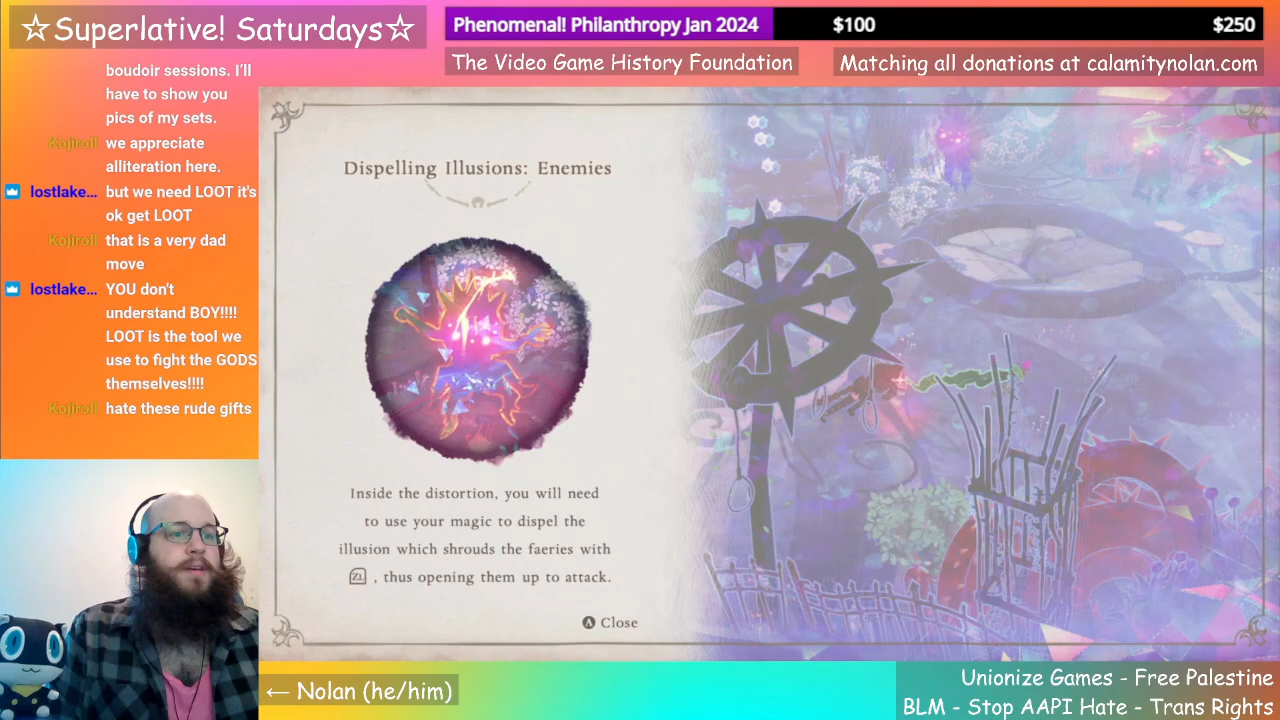 ☆Superlative! Saturdays☆
Phenomenal! Philanthropy Jan 2024
$100
$250
The Video Game History Foundation
Matching all donations at calamitynolan.com
boudoir sessions. I'll
have to show you
pics of my sets.
Kojiroll we appreciate
alliteration here.
lostlake... but we need LOOT it's
ok get LOOT
Kojiroll that is a very dad
move
lostlake... YOU don't
understand BOY!!!!
LOOT is the tool we
use to fight the GODS
themselves!!!!
Kojiroll hate these rude gifts
Dispelling Illusions: Enemies
Inside the distortion, you will need
to use your magic to dispel the
illusion which shrouds the faeries with
ZL , thus opening them up to attack.
A Close
← Nolan (he/him)
Unionize Games - Free Palestine
BLM - Stop AAPI Hate - Trans Rights